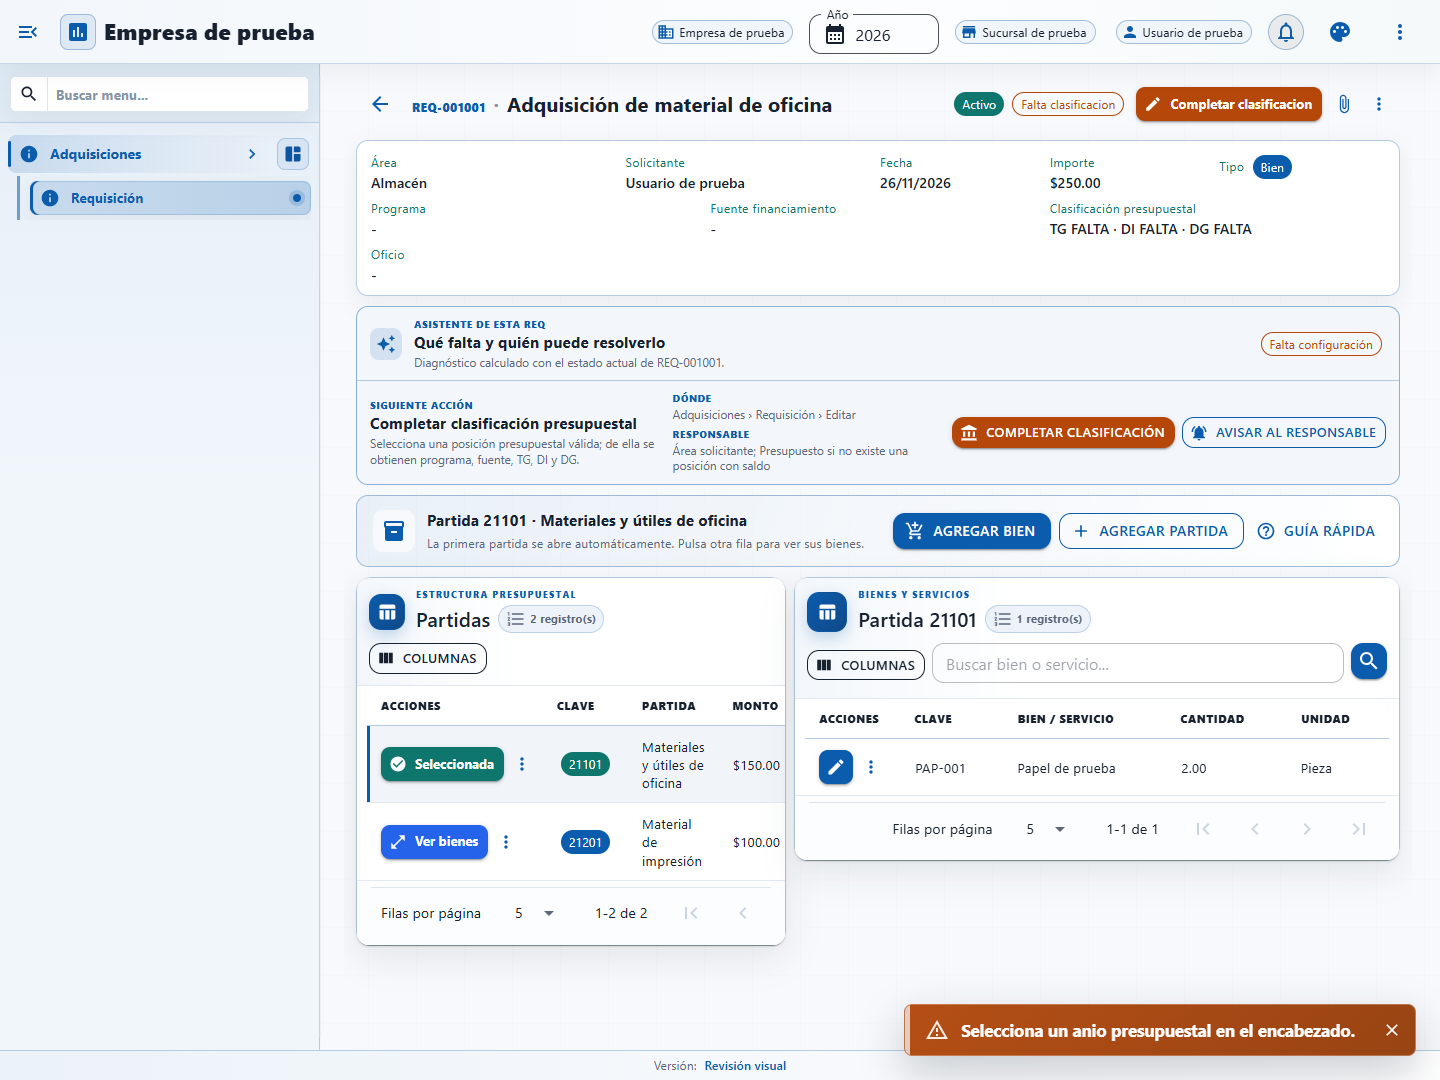 Empresa de prueba
Empresa de prueba
Año
2026
Sucursal de prueba
Usuario de prueba
Buscar menu...
Adquisiciones
Requisición
REQ-001001 • Adquisición de material de oficina
Activo
Falta clasificacion
Completar clasificacion
Área
Almacén
Solicitante
Usuario de prueba
Fecha
26/11/2026
Importe
$250.00
Tipo
Bien
Programa
-
Fuente financiamiento
-
Clasificación presupuestal
TG FALTA · DI FALTA · DG FALTA
Oficio
-
ASISTENTE DE ESTA REQ
Qué falta y quién puede resolverlo
Diagnóstico calculado con el estado actual de REQ-001001.
Falta configuración
SIGUIENTE ACCIÓN
Completar clasificación presupuestal
Selecciona una posición presupuestal válida; de ella se
obtienen programa, fuente, TG, DI y DG.
DÓNDE
Adquisiciones › Requisición › Editar
RESPONSABLE
Área solicitante; Presupuesto si no existe una
posición con saldo
COMPLETAR CLASIFICACIÓN
AVISAR AL RESPONSABLE
Partida 21101 · Materiales y útiles de oficina
La primera partida se abre automáticamente. Pulsa otra fila para ver sus bienes.
AGREGAR BIEN
AGREGAR PARTIDA
GUÍA RÁPIDA
ESTRUCTURA PRESUPUESTAL
Partidas
2 registro(s)
COLUMNAS
ACCIONES CLAVE PARTIDA MONTO
Seleccionada
21101
Materiales
y útiles de
oficina
$150.00
Ver bienes
21201
Material
de
impresión
$100.00
Filas por página 5 1-2 de 2
BIENES Y SERVICIOS
Partida 21101
1 registro(s)
COLUMNAS
Buscar bien o servicio...
ACCIONES CLAVE BIEN / SERVICIO CANTIDAD UNIDAD
PAP-001 Papel de prueba 2.00 Pieza
Filas por página 5 1-1 de 1
Selecciona un anio presupuestal en el encabezado.
Versión: Revisión visual